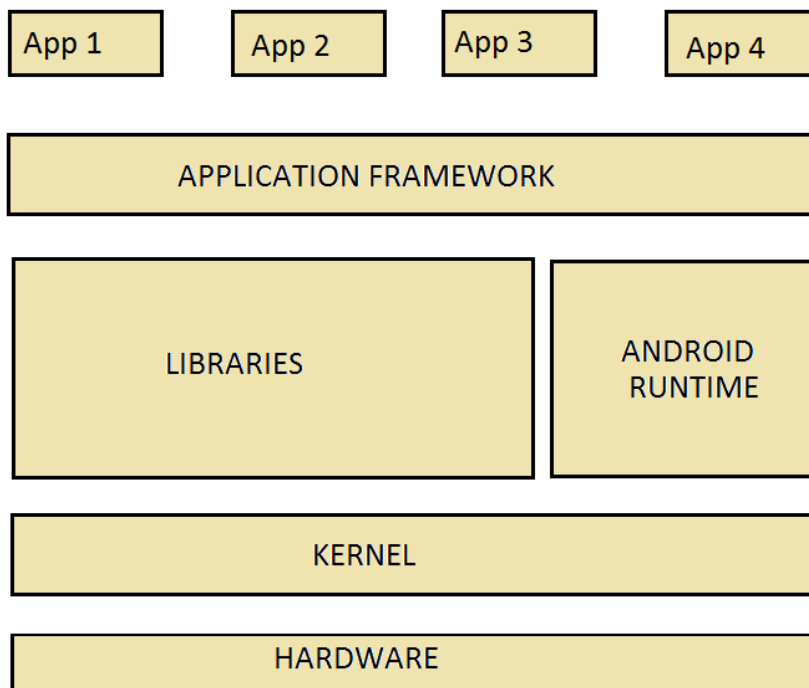 App 1
App 2
App 3
App 4
APPLICATION FRAMEWORK
LIBRARIES
ANDROID
RUNTIME
KERNEL
HARDWARE